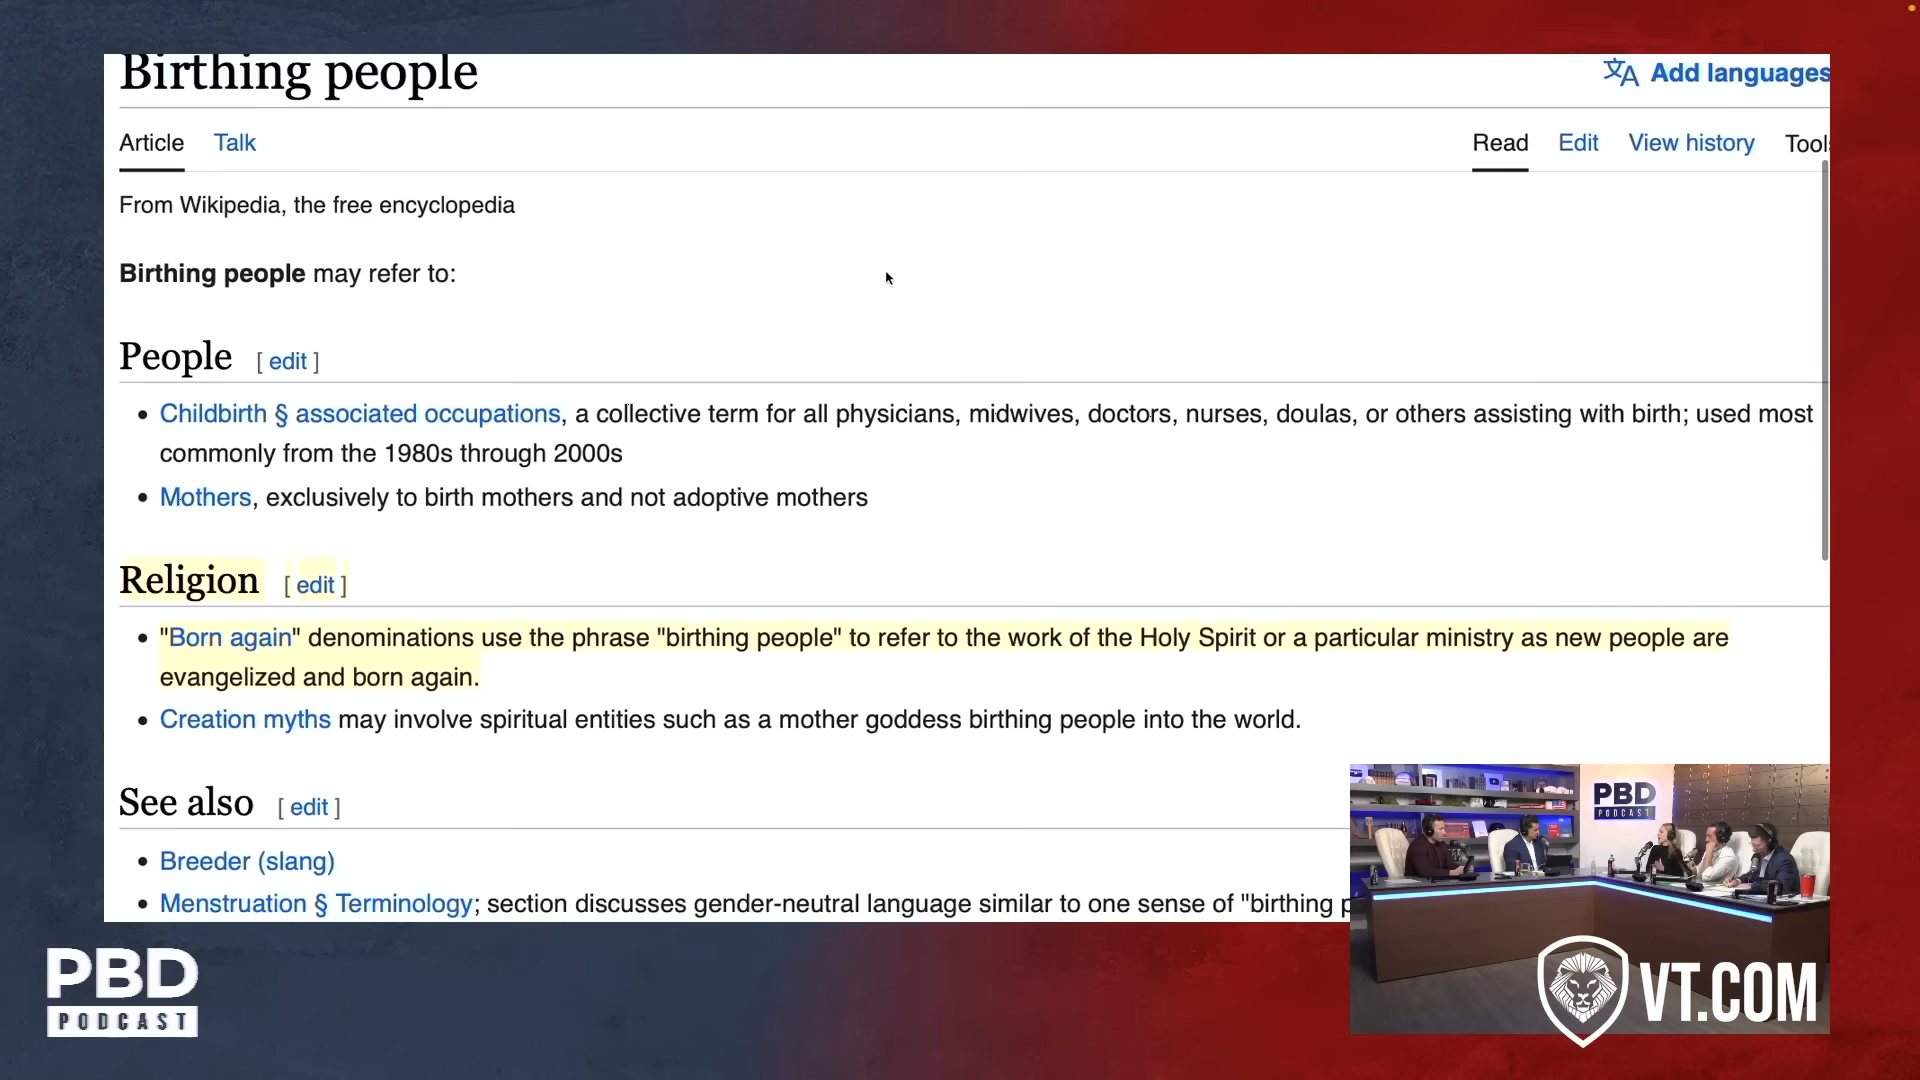 Birthing people
Add languages
Article Talk Read Edit View history Tools
From Wikipedia, the free encyclopedia
Birthing people may refer to:
People [ edit ]
• Childbirth § associated occupations, a collective term for all physicians, midwives, doctors, nurses, doulas, or others assisting with birth; used most
commonly from the 1980s through 2000s
• Mothers, exclusively to birth mothers and not adoptive mothers
Religion [ edit ]
• "Born again" denominations use the phrase "birthing people" to refer to the work of the Holy Spirit or a particular ministry as new people are
evangelized and born again.
• Creation myths may involve spiritual entities such as a mother goddess birthing people into the world.
See also [ edit ]
• Breeder (slang)
• Menstruation § Terminology; section discusses gender-neutral language similar to one sense of "birthing p
PBD
PODCAST
PBD
PODCAST
VT.COM